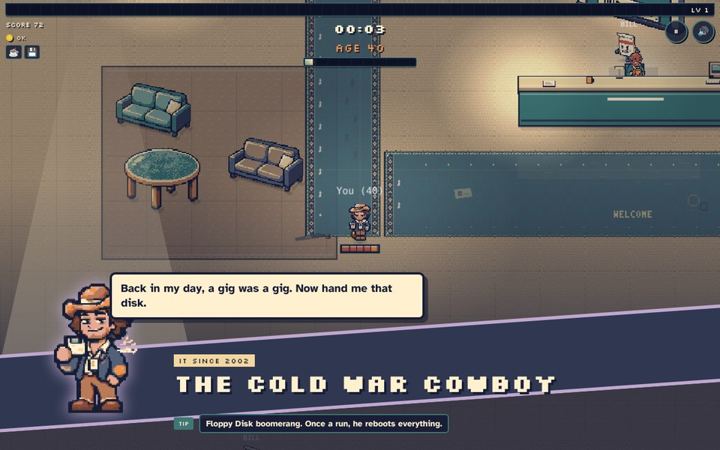 LV 1
SCORE 72
0K
00:03
AGE 40
BILL
You (40)
WELCOME
Back in my day, a gig was a gig. Now hand me that
disk.
IT SINCE 2002
THE COLD WAR COWBOY
TIP
Floppy Disk boomerang. Once a run, he reboots everything.
BILL